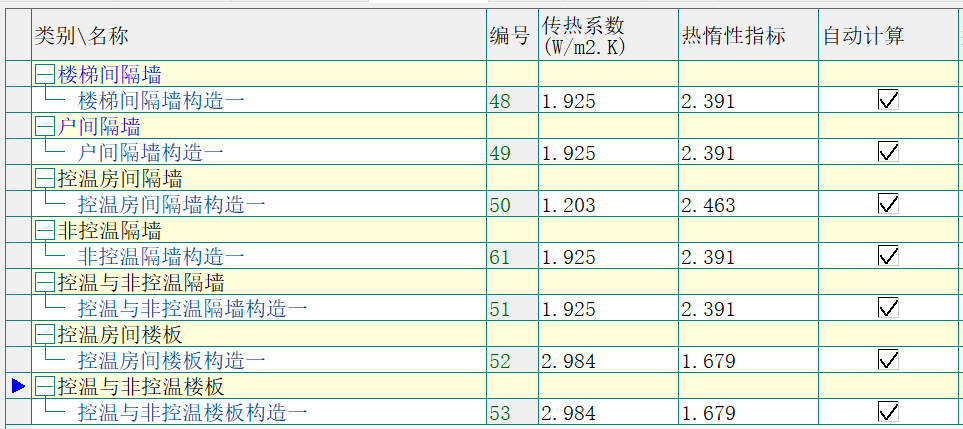 类别\名称 编号 传热系数 (W/m2.K) 热惰性指标 自动计算
楼梯间隔墙
楼梯间隔墙构造一 48 1.925 2.391
户间隔墙
户间隔墙构造一 49 1.925 2.391
控温房间隔墙
控温房间隔墙构造一 50 1.203 2.463
非控温隔墙
非控温隔墙构造一 61 1.925 2.391
控温与非控温隔墙
控温与非控温隔墙构造一 51 1.925 2.391
控温房间楼板
控温房间楼板构造一 52 2.984 1.679
控温与非控温楼板
控温与非控温楼板构造一 53 2.984 1.679